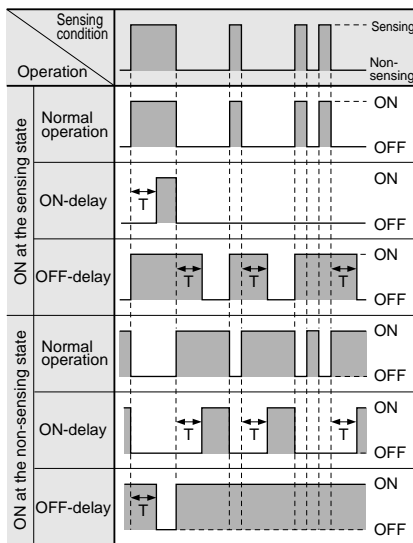 Sensing
condition
Operation
Sensing
Non-
sensing
ON at the sensing state
Normal
operation
ON
OFF
ON-delay
T
ON
OFF
OFF-delay
T
T
T
ON
OFF
ON at the non-sensing state
Normal
operation
ON
OFF
ON-delay
T
T
T
ON
OFF
OFF-delay
T
ON
OFF